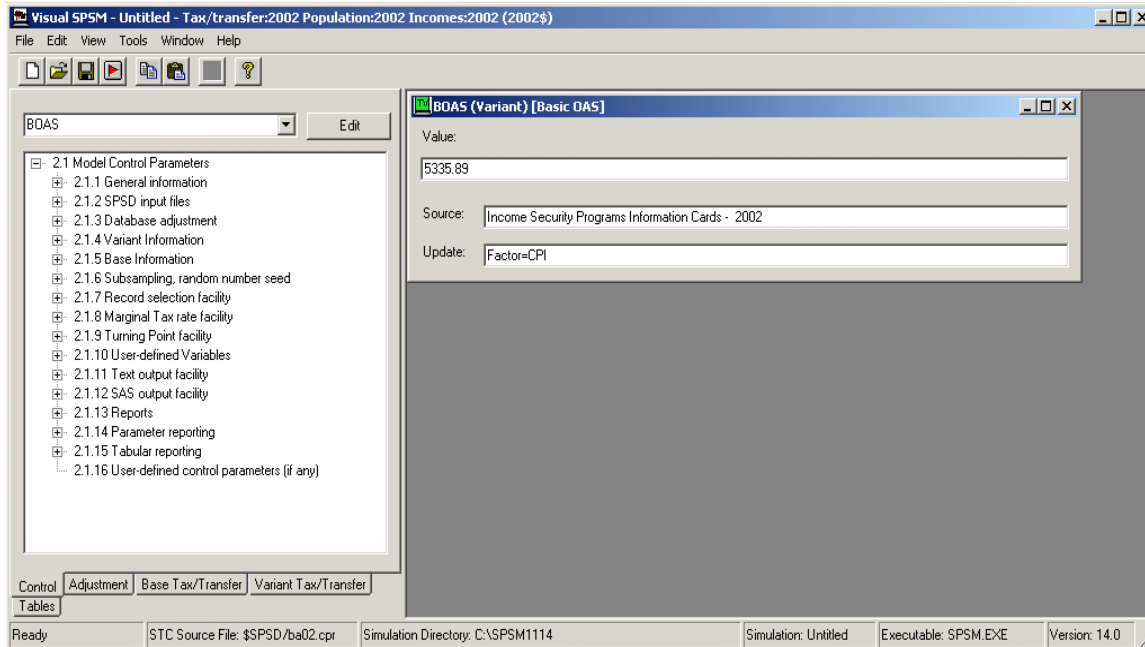 Visual SPSM - Untitled - Tax/transfer:2002 Population:2002 Incomes:2002 (2002$)
File Edit View Tools Window Help
BOAS
Edit
2.1 Model Control Parameters
2.1.1 General information
2.1.2 SPSD input files
2.1.3 Database adjustment
2.1.4 Variant Information
2.1.5 Base Information
2.1.6 Subsampling, random number seed
2.1.7 Record selection facility
2.1.8 Marginal Tax rate facility
2.1.9 Turning Point facility
2.1.10 User-defined Variables
2.1.11 Text output facility
2.1.12 SAS output facility
2.1.13 Reports
2.1.14 Parameter reporting
2.1.15 Tabular reporting
2.1.16 User-defined control parameters (if any)
Control Adjustment Base Tax/Transfer Variant Tax/Transfer
Tables
TV BOAS (Variant) [Basic OAS]
Value:
5335.89
Source: Income Security Programs Information Cards - 2002
Update: Factor=CPI
Ready STC Source File: $SPSD/ba02.cpr Simulation Directory: C:\SPSM1114 Simulation: Untitled Executable: SPSM.EXE Version: 14.0